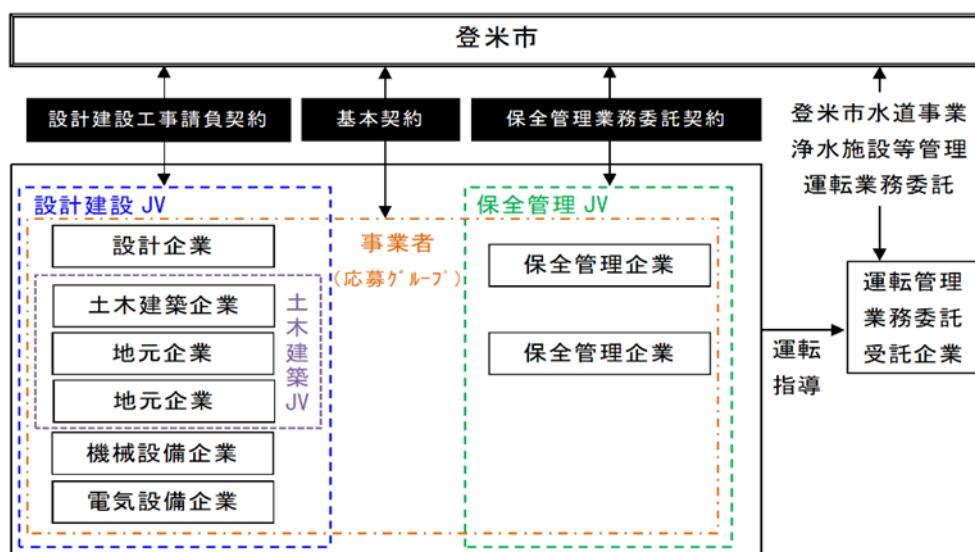 登米市
設計建設工事請負契約
基本契約
保全管理業務委託契約
登米市水道事業
浄水施設等管理
運転業務委託
設計建設 JV
設計企業
土木建築企業
地元企業
地元企業
土木建築JV
機械設備企業
電気設備企業
事業者
(応募ｸﾞﾙｰﾌﾟ)
保全管理 JV
保全管理企業
保全管理企業
運転
指導
運転管理
業務委託
受託企業